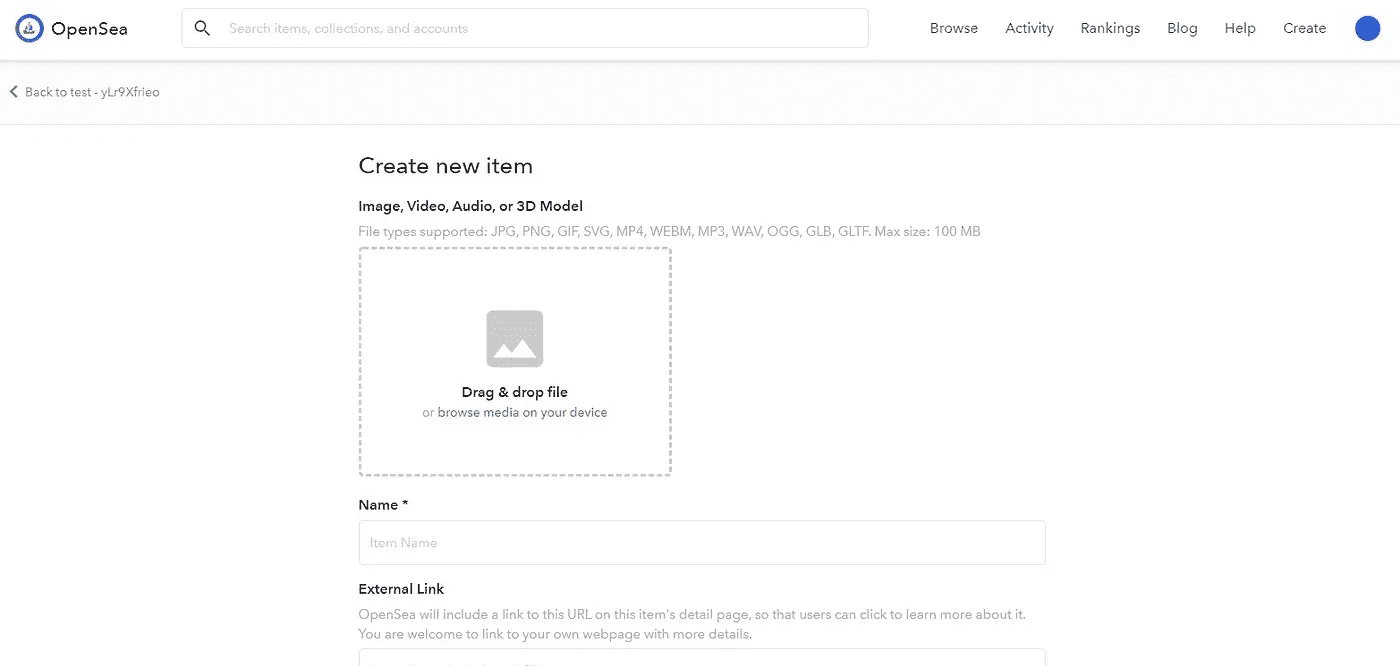 OpenSea
Search items, collections, and accounts
Browse
Activity
Rankings
Blog
Help
Create
Back to test - yLr9Xfrieo
Create new item
Image, Video, Audio, or 3D Model
File types supported: JPG, PNG, GIF, SVG, MP4, WEBM, MP3, WAV, OGG, GLB, GLTF. Max size: 100 MB
Drag & drop file
or browse media on your device
Name *
Item Name
External Link
OpenSea will include a link to this URL on this item's detail page, so that users can click to learn more about it.
You are welcome to link to your own webpage with more details.